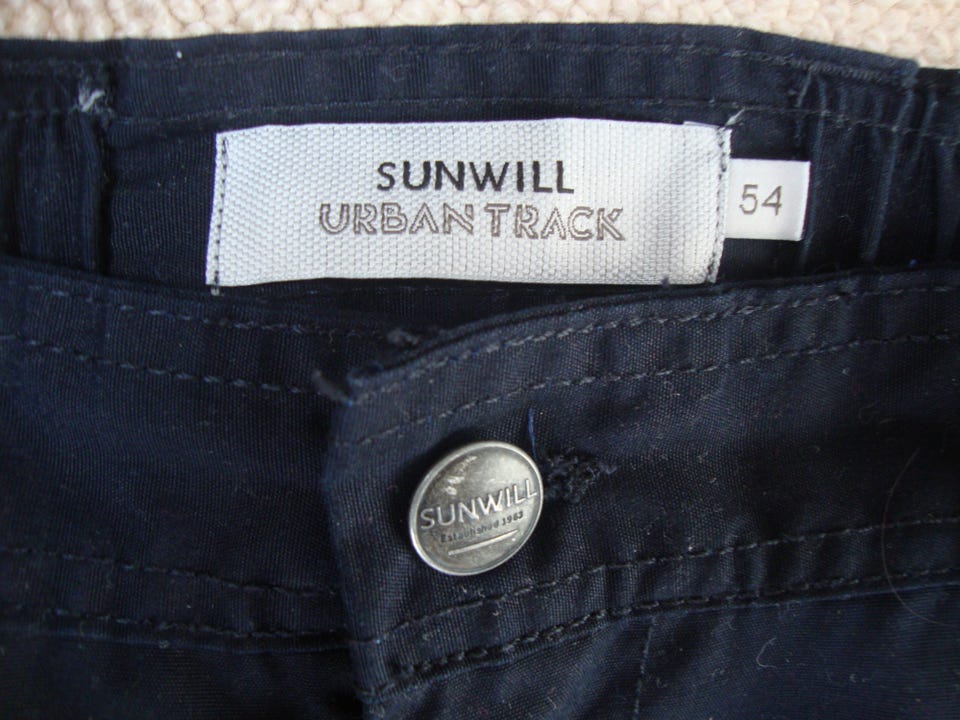 SUNWILL
URBAN TRACK
54
SUNWILL
Established 1963